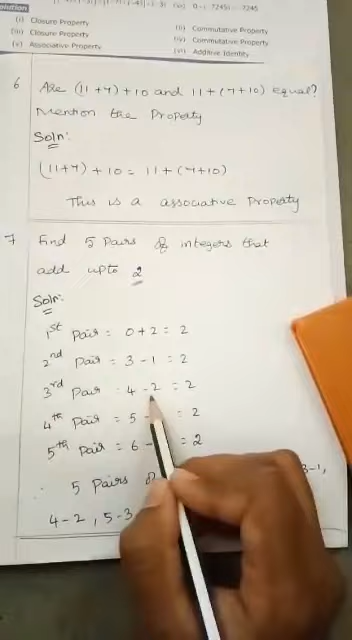 (i) Closure Property
(ii) Commutative Property
(iii) Closure Property
(iv) Commutative Property
(v) Associative Property
(vi) Additive Identity
6 Are (11+7)+10 and 11+(7+10) equal?
Mention the Property
Soln:
(11+7)+10 = 11+(7+10)
This is a associative Property
7 Find 5 Pairs of integers that
add upto 2
Soln:
1st Pair = 0+2 = 2
2nd Pair = 3-1 = 2
3rd Pair = 4-2 = 2
4th Pair = 5- = 2
5th Pair = 6- = 2
∴ 5 Pairs of 3-1,
4-2, 5-3